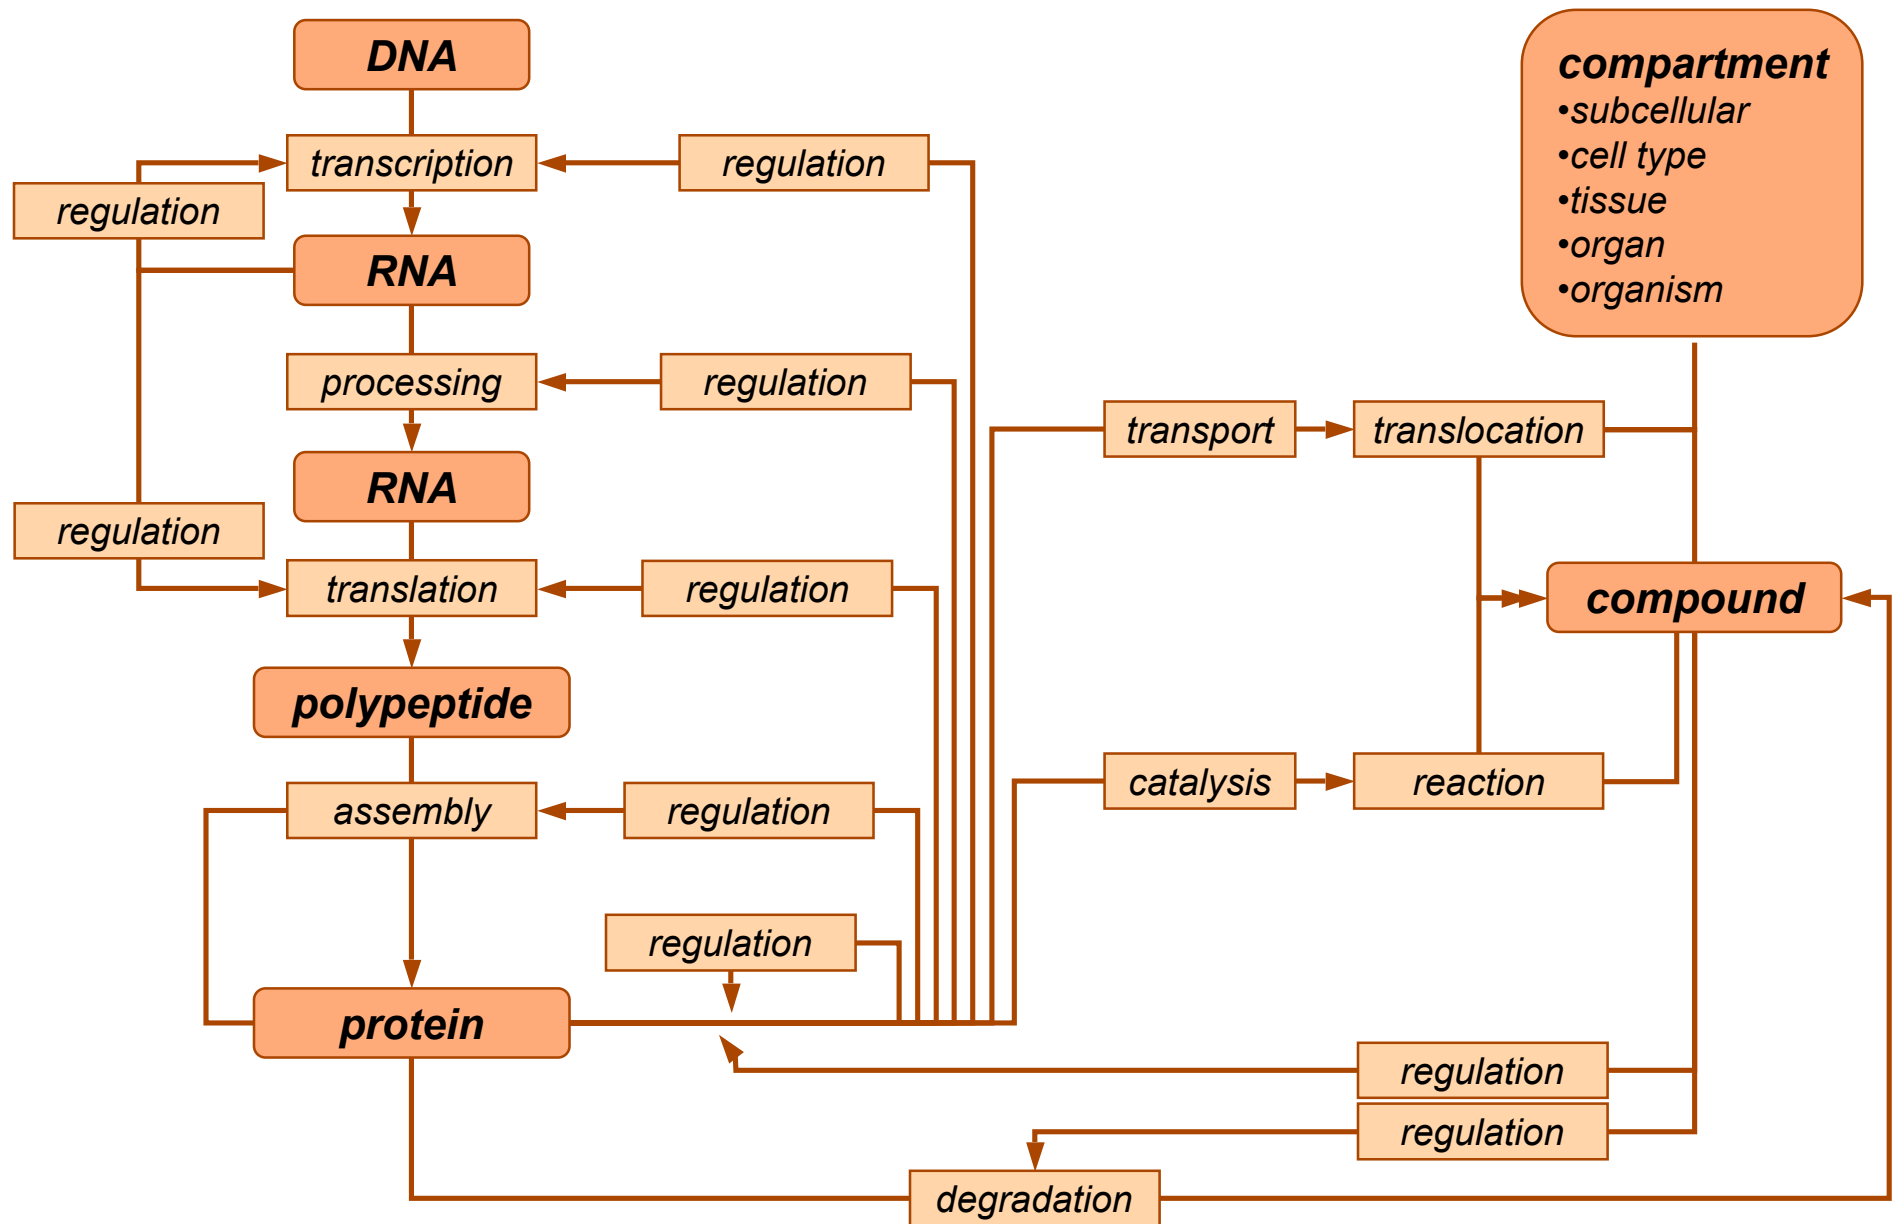 DNA
transcription
regulation
regulation
RNA
processing
regulation
RNA
regulation
translation
regulation
polypeptide
assembly
regulation
regulation
protein
compartment
•subcellular
•cell type
•tissue
•organ
•organism
transport
translocation
compound
catalysis
reaction
regulation
regulation
degradation